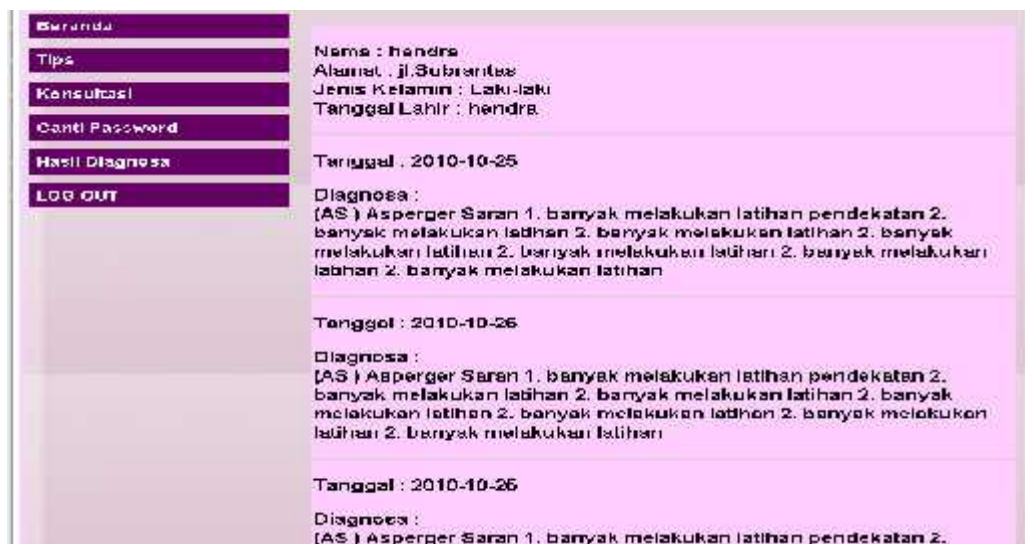 Beranda
Tips
Konsultasi
Ganti Password
Hasil Diagnosa
LOG OUT
Nama : hendra
Alamat : jl.Subrantas
Jenis Kelamin : Laki-laki
Tanggal Lahir : hendra
Tanggal : 2010-10-25
Diagnosa :
(AS ) Asperger Saran 1. banyak melakukan latihan pendekatan 2.
banyak melakukan latihan 2. banyak melakukan latihan 2. banyak
melakukan latihan 2. banyak melakukan latihan 2. banyak melakukan
latihan 2. banyak melakukan latihan
Tanggal : 2010-10-26
Diagnosa :
(AS ) Asperger Saran 1. banyak melakukan latihan pendekatan 2.
banyak melakukan latihan 2. banyak melakukan latihan 2. banyak
melakukan latihan 2. banyak melakukan latihan 2. banyak melakukan
latihan 2. banyak melakukan latihan
Tanggal : 2010-10-26
Diagnosa :
(AS ) Asperger Saran 1. banyak melakukan latihan pendekatan 2.